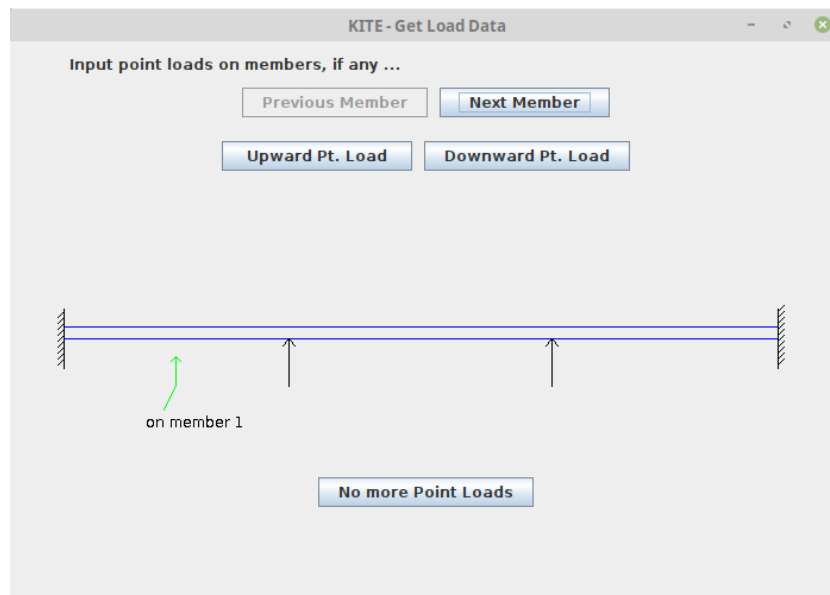 KITE - Get Load Data
Input point loads on members, if any ...
Previous Member Next Member
Upward Pt. Load Downward Pt. Load
on member 1
No more Point Loads